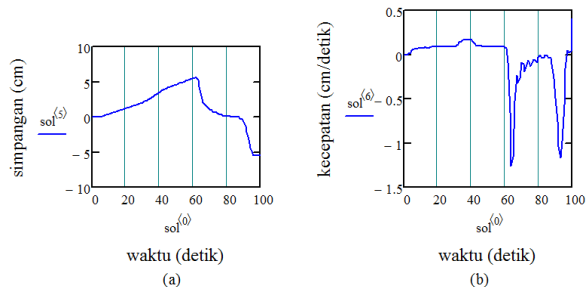 10
5
0
− 5
− 10
simpangan (cm)
sol⟨5⟩
0 20 40 60 80 100
sol⟨0⟩
waktu (detik)
(a)
0.5
0
− 0.5
− 1
− 1.5
kecepatan (cm/detik)
sol⟨6⟩
0 20 40 60 80 100
sol⟨0⟩
waktu (detik)
(b)